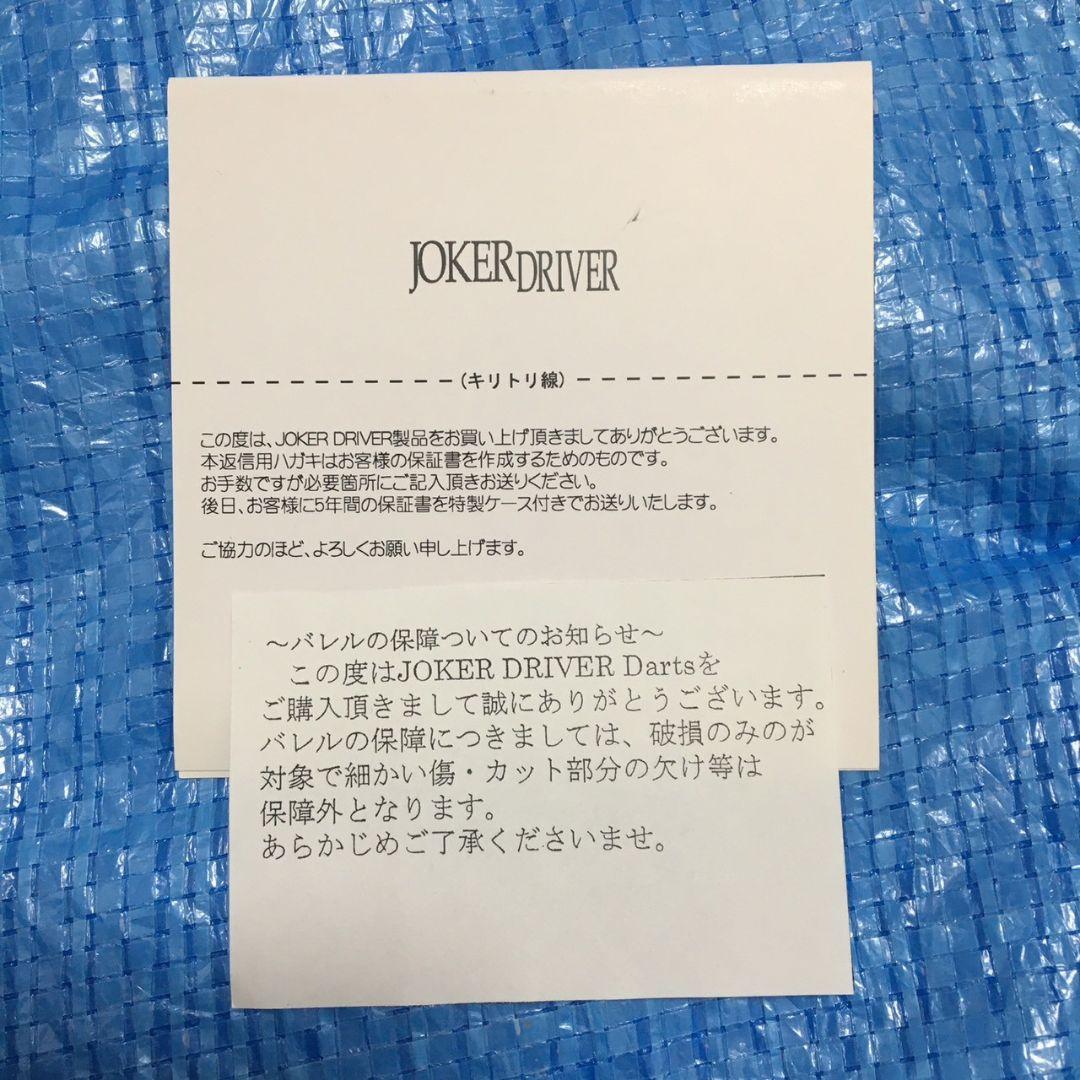 JOKER DRIVER
(キリトリ線)
この度は、JOKER DRIVER製品をお買い上げ頂きましてありがとうございます。
本返信用ハガキはお客様の保証書を作成するためのものです。
お手数ですが必要箇所にご記入頂きお送りください。
後日、お客様に5年間の保証書を特製ケース付きでお送りいたします。
ご協力のほど、よろしくお願い申し上げます。
～バレルの保障ついてのお知らせ～
この度はJOKER DRIVER Dartsを
ご購入頂きまして誠にありがとうございます。
バレルの保障につきましては、破損のみのが
対象で細かい傷・カット部分の欠け等は
保障外となります。
あらかじめご了承くださいませ。